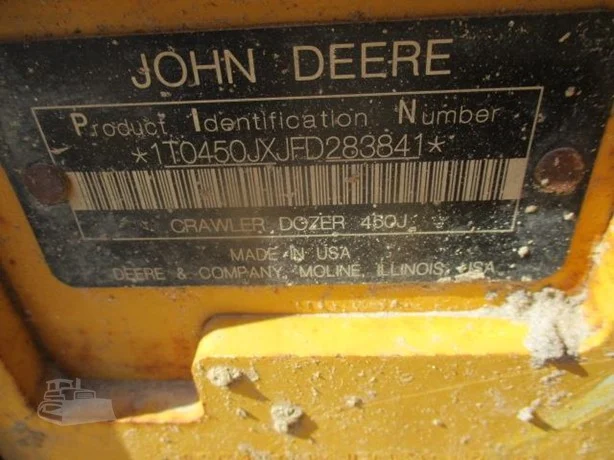 JOHN DEERE
Product Identification Number
*1T0450JXJFD283841*
CRAWLER DOZER 450J
MADE IN USA
DEERE & COMPANY, MOLINE, ILLINOIS, USA